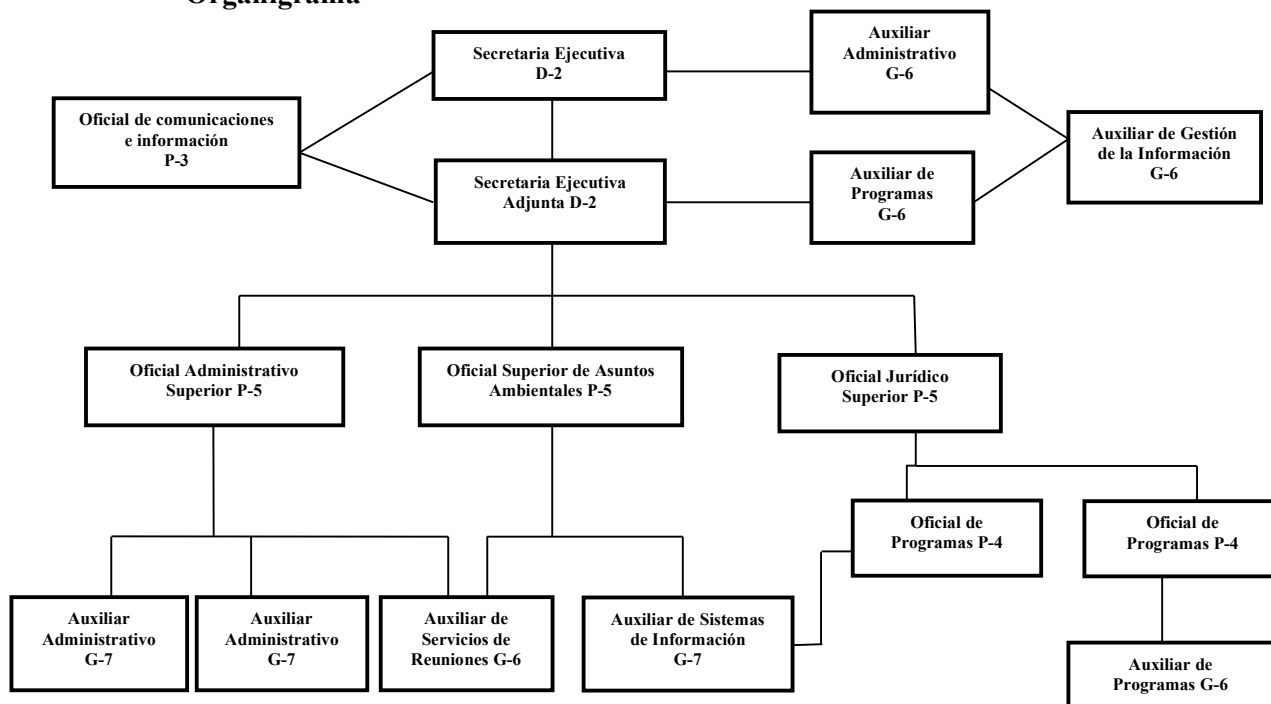 Organigrama
Secretaria Ejecutiva
D-2
Auxiliar
Administrativo
G-6
Oficial de comunicaciones
e información
P-3
Auxiliar de Gestión
de la Información
G-6
Secretaria Ejecutiva
Adjunta D-2
Auxiliar de
Programas
G-6
Oficial Administrativo
Superior P-5
Oficial Superior de Asuntos
Ambientales P-5
Oficial Jurídico
Superior P-5
Oficial de
Programas P-4
Oficial de
Programas P-4
Auxiliar
Administrativo
G-7
Auxiliar
Administrativo
G-7
Auxiliar de
Servicios de
Reuniones G-6
Auxiliar de Sistemas
de Información
G-7
Auxiliar de
Programas G-6